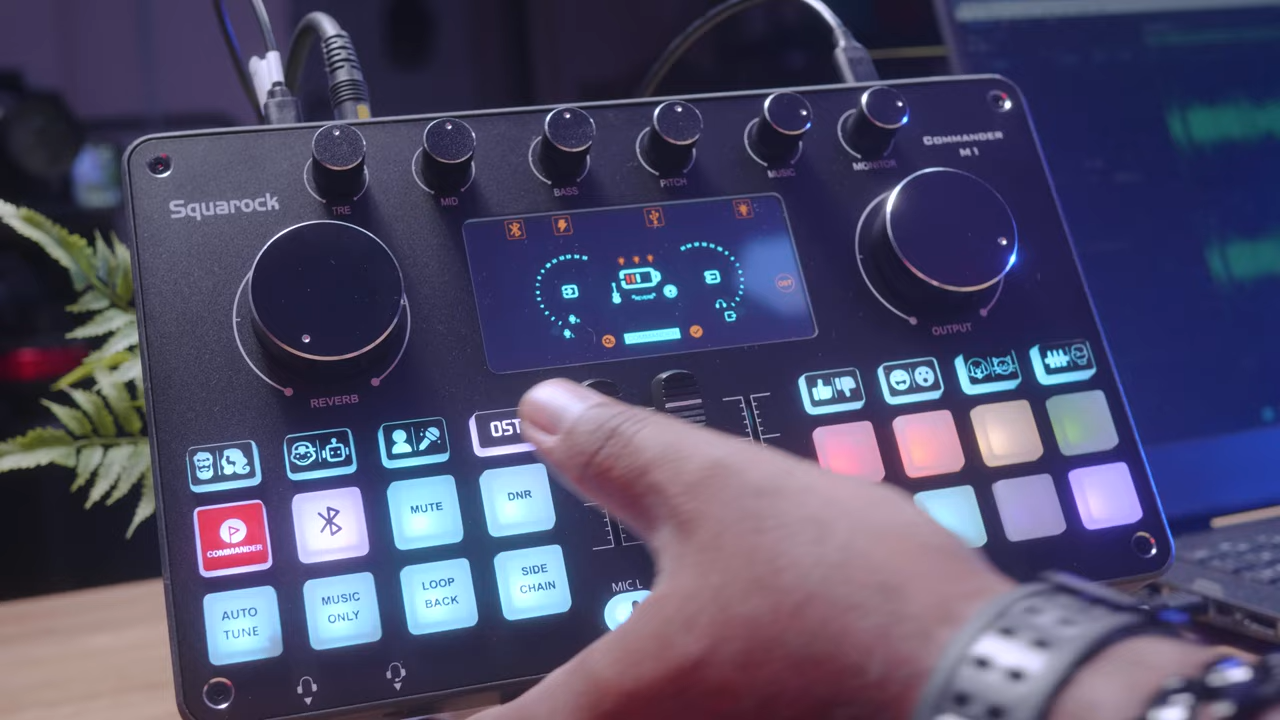 COMMANDER
M1
Squarock
TRE
MID
BASS
PITCH
MUSIC
MONITOR
OST
REVERB
OUTPUT
OST
COMMANDER
MUTE
DNR
AUTO
TUNE
MUSIC
ONLY
LOOP
BACK
SIDE
CHAIN
MIC L